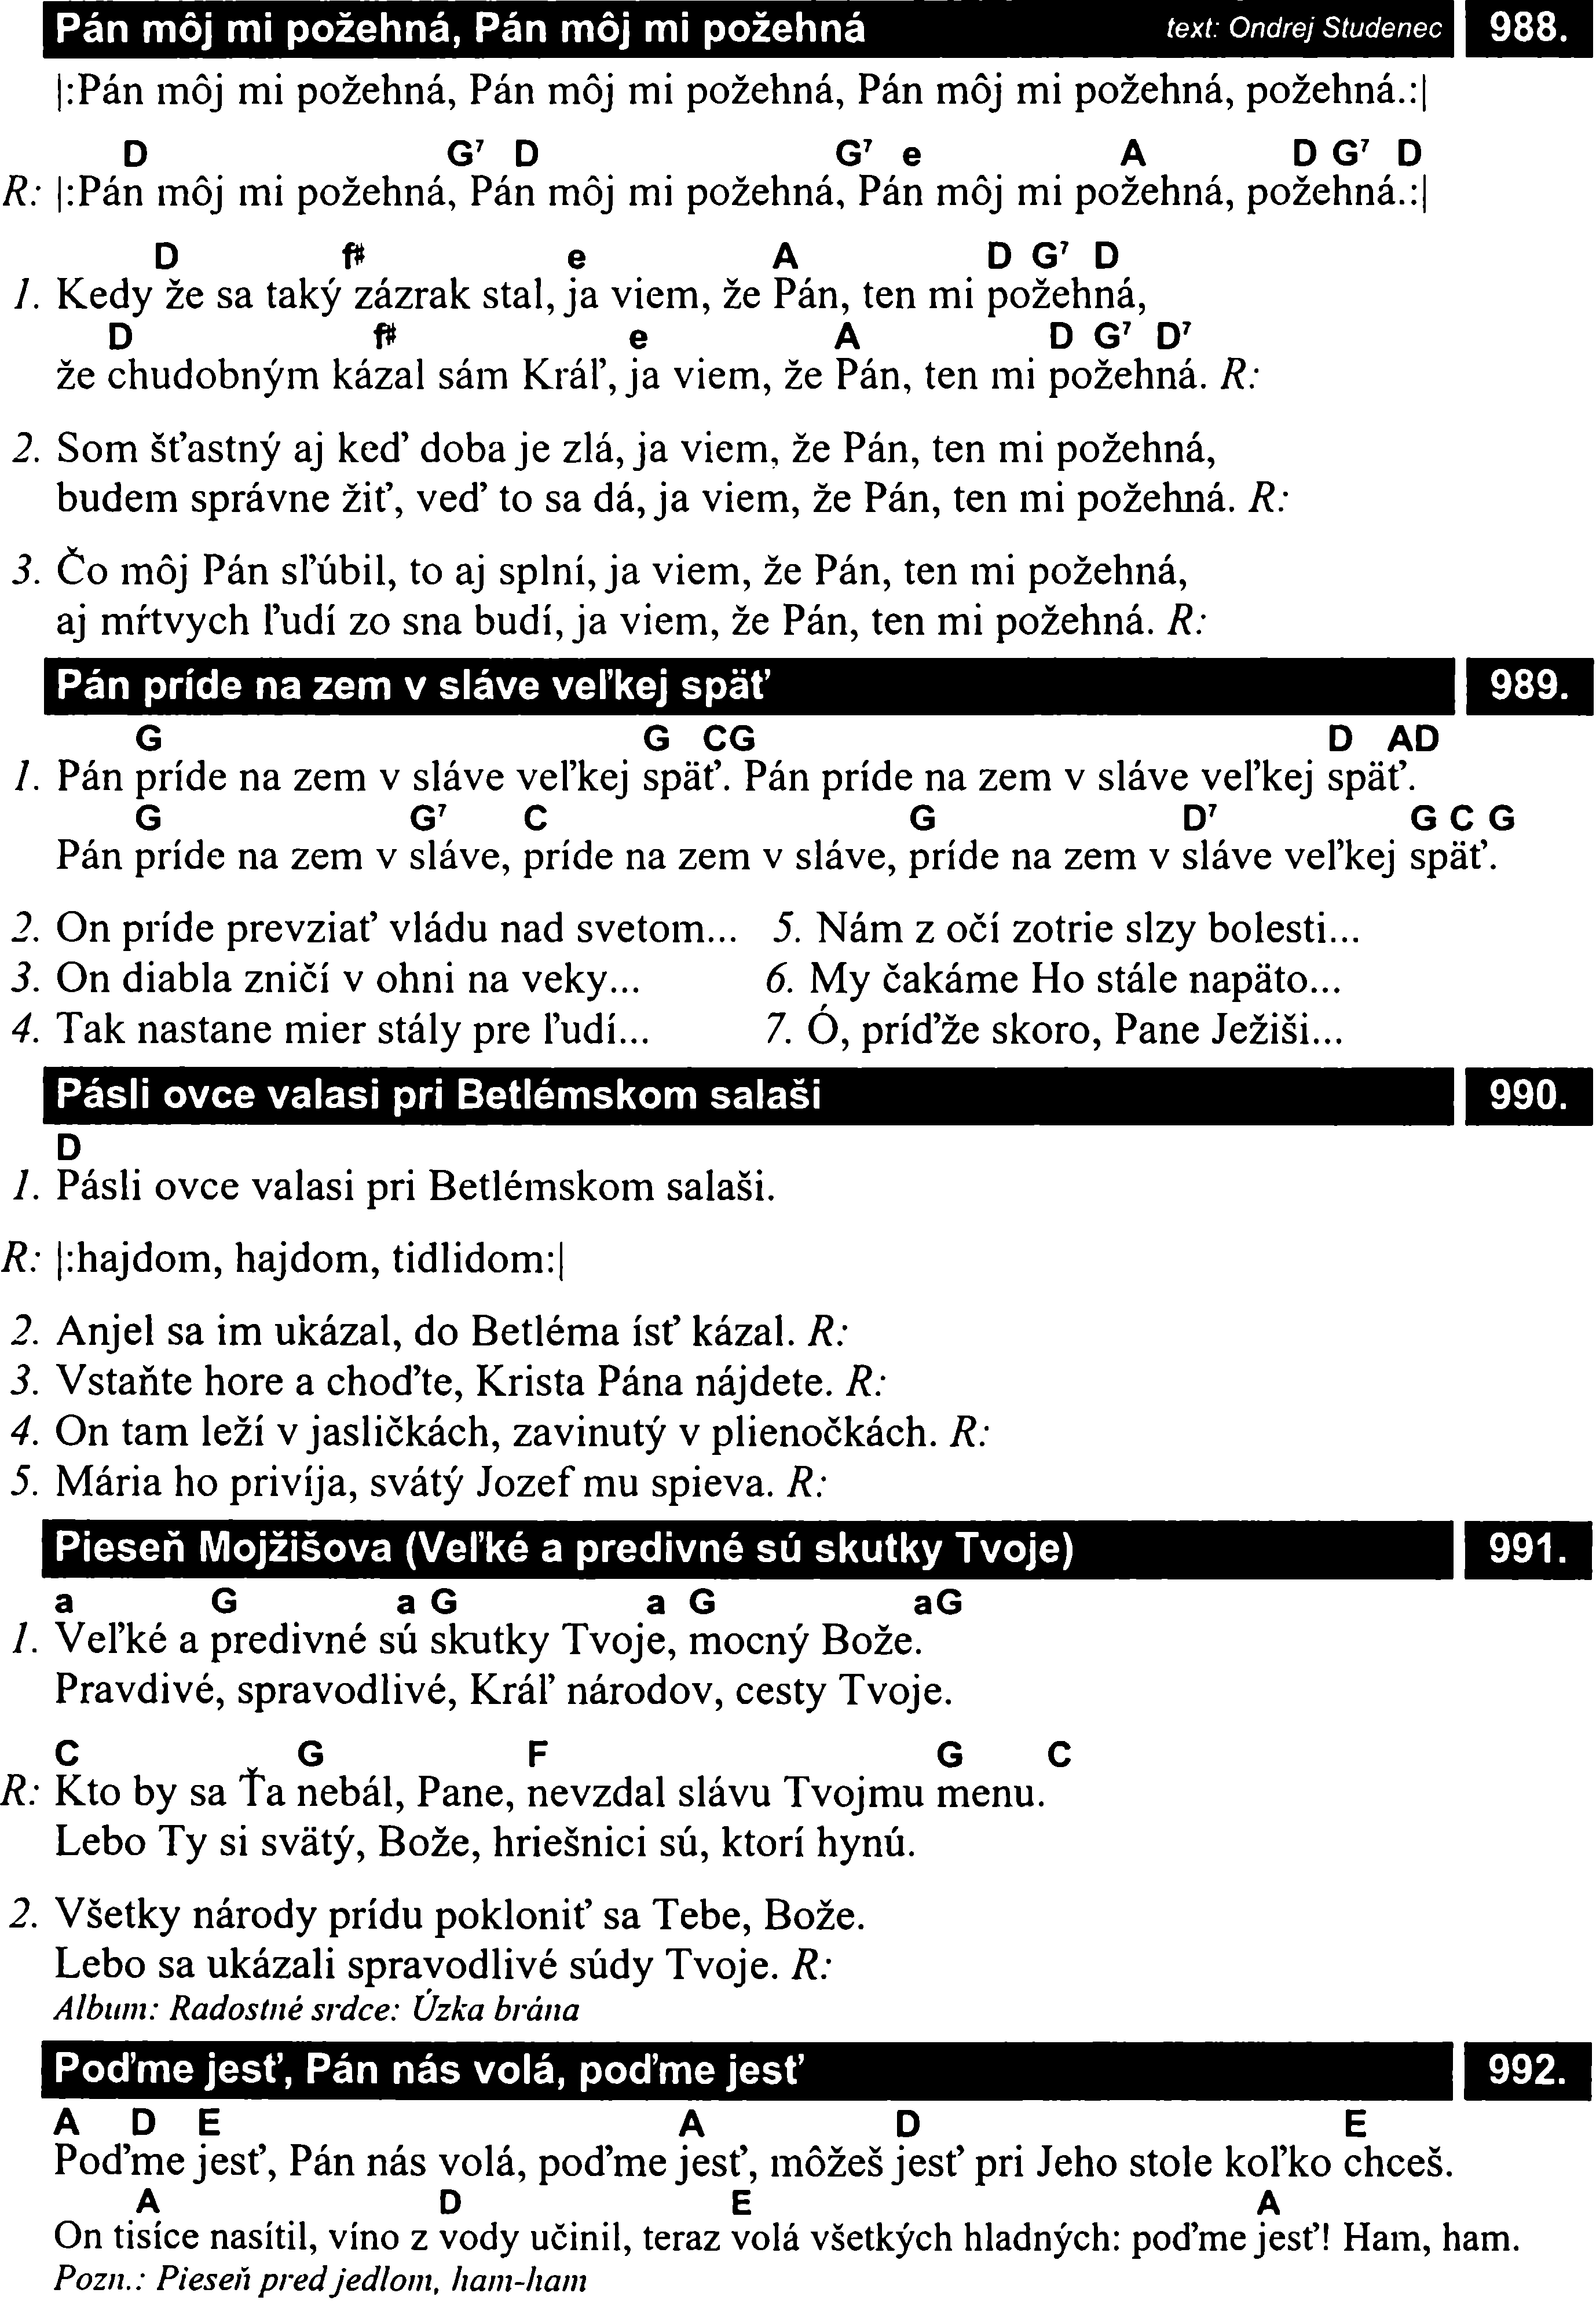 Pán môj mi požehná, Pán môj mi požehná text: Ondrej Studenec 988.
|:Pán môj mi požehná, Pán môj mi požehná, Pán môj mi požehná, požehná.:|
D G⁷ D G⁷ e A D G⁷ D
R: |:Pán môj mi požehná, Pán môj mi požehná, Pán môj mi požehná, požehná.:|
D f# e A D G⁷ D
1. Kedy že sa taký zázrak stal, ja viem, že Pán, ten mi požehná,
D f# e A D G⁷ D⁷
že chudobným kázal sám Kráľ, ja viem, že Pán, ten mi požehná. R:
2. Som šťastný aj keď doba je zlá, ja viem, že Pán, ten mi požehná,
budem správne žiť, veď to sa dá, ja viem, že Pán, ten mi požehná. R:
3. Čo môj Pán sľúbil, to aj splní, ja viem, že Pán, ten mi požehná,
aj mŕtvych ľudí zo sna budí, ja viem, že Pán, ten mi požehná. R:
Pán príde na zem v sláve veľkej späť 989.
G G CG D AD
1. Pán príde na zem v sláve veľkej späť. Pán príde na zem v sláve veľkej späť.
G G⁷ C G D⁷ G C G
Pán príde na zem v sláve, príde na zem v sláve, príde na zem v sláve veľkej späť.
2. On príde prevziať vládu nad svetom... 5. Nám z očí zotrie slzy bolesti...
3. On diabla zničí v ohni na veky... 6. My čakáme Ho stále napäto...
4. Tak nastane mier stály pre ľudí... 7. Ó, príďže skoro, Pane Ježiši...
Pásli ovce valasi pri Betlémskom salaši 990.
D
1. Pásli ovce valasi pri Betlémskom salaši.
R: |:hajdom, hajdom, tidlidom:|
2. Anjel sa im ukázal, do Betléma ísť kázal. R:
3. Vstaňte hore a choďte, Krista Pána nájdete. R:
4. On tam leží v jasličkách, zavinutý v plienočkách. R:
5. Mária ho privíja, svátý Jozef mu spieva. R:
Pieseň Mojžišova (Veľké a predivné sú skutky Tvoje) 991.
a G a G a G aG
1. Veľké a predivné sú skutky Tvoje, mocný Bože.
Pravdivé, spravodlivé, Kráľ národov, cesty Tvoje.
C G F G C
R: Kto by sa Ťa nebál, Pane, nevzdal slávu Tvojmu menu.
Lebo Ty si svätý, Bože, hriešnici sú, ktorí hynú.
2. Všetky národy prídu pokloniť sa Tebe, Bože.
Lebo sa ukázali spravodlivé súdy Tvoje. R:
Album: Radostné srdce: Úzka brána
Poďme jesť, Pán nás volá, poďme jesť 992.
A D E A D E
Poďme jesť, Pán nás volá, poďme jesť, môžeš jesť pri Jeho stole koľko chceš.
A D E A
On tisíce nasítil, víno z vody učinil, teraz volá všetkých hladných: poďme jesť! Ham, ham.
Pozn.: Pieseň pred jedlom, ham-ham